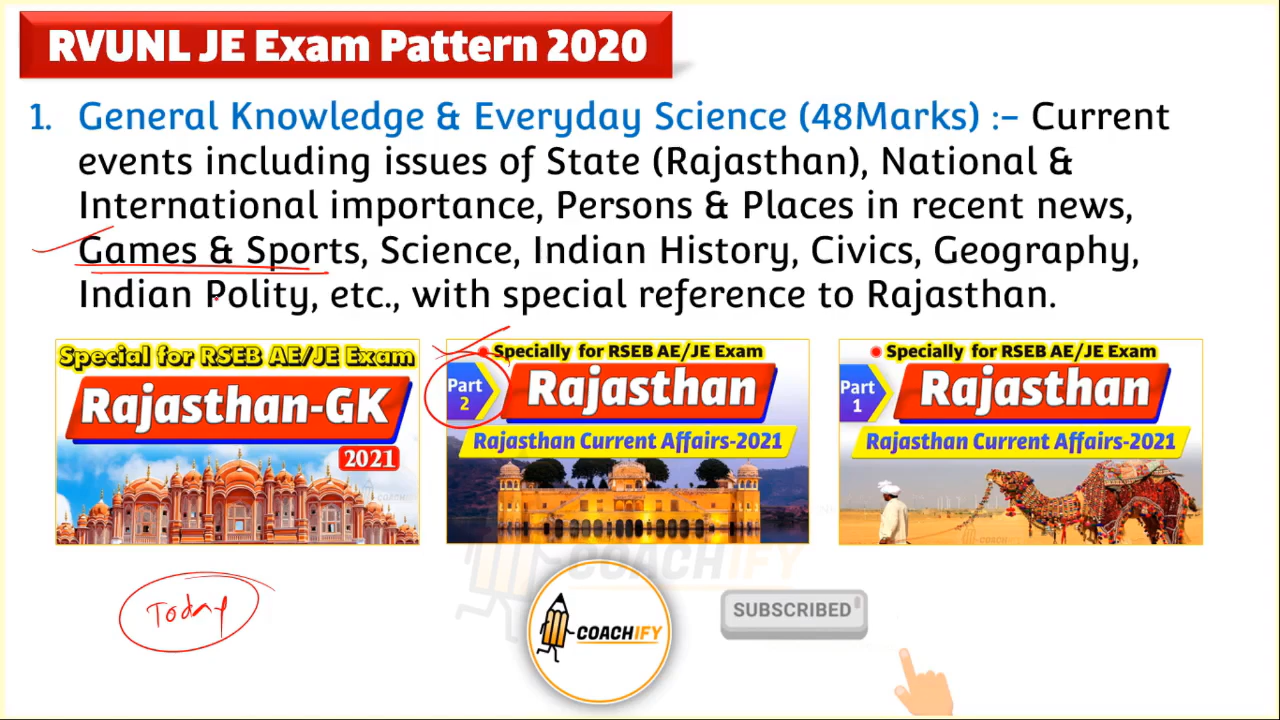 RVUNL JE Exam Pattern 2020
1. General Knowledge & Everyday Science (48Marks) :- Current
events including issues of State (Rajasthan), National &
International importance, Persons & Places in recent news,
Games & Sports, Science, Indian History, Civics, Geography,
Indian Polity, etc., with special reference to Rajasthan.
Special for RSEB AE/JE Exam
Rajasthan-GK
2021
Specially for RSEB AE/JE Exam
Part
2
Rajasthan
Rajasthan Current Affairs-2021
Specially for RSEB AE/JE Exam
Part
1
Rajasthan
Rajasthan Current Affairs-2021
COACHIFY
COACHIFY
COACHIFY
Today
COACHIFY
SUBSCRIBED